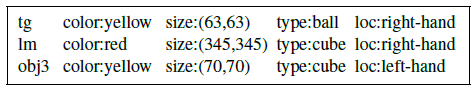 tg color:yellow size:(63,63) type:ball loc:right-hand
lm color:red size:(345,345) type:cube loc:right-hand
obj3 color:yellow size:(70,70) type:cube loc:left-hand